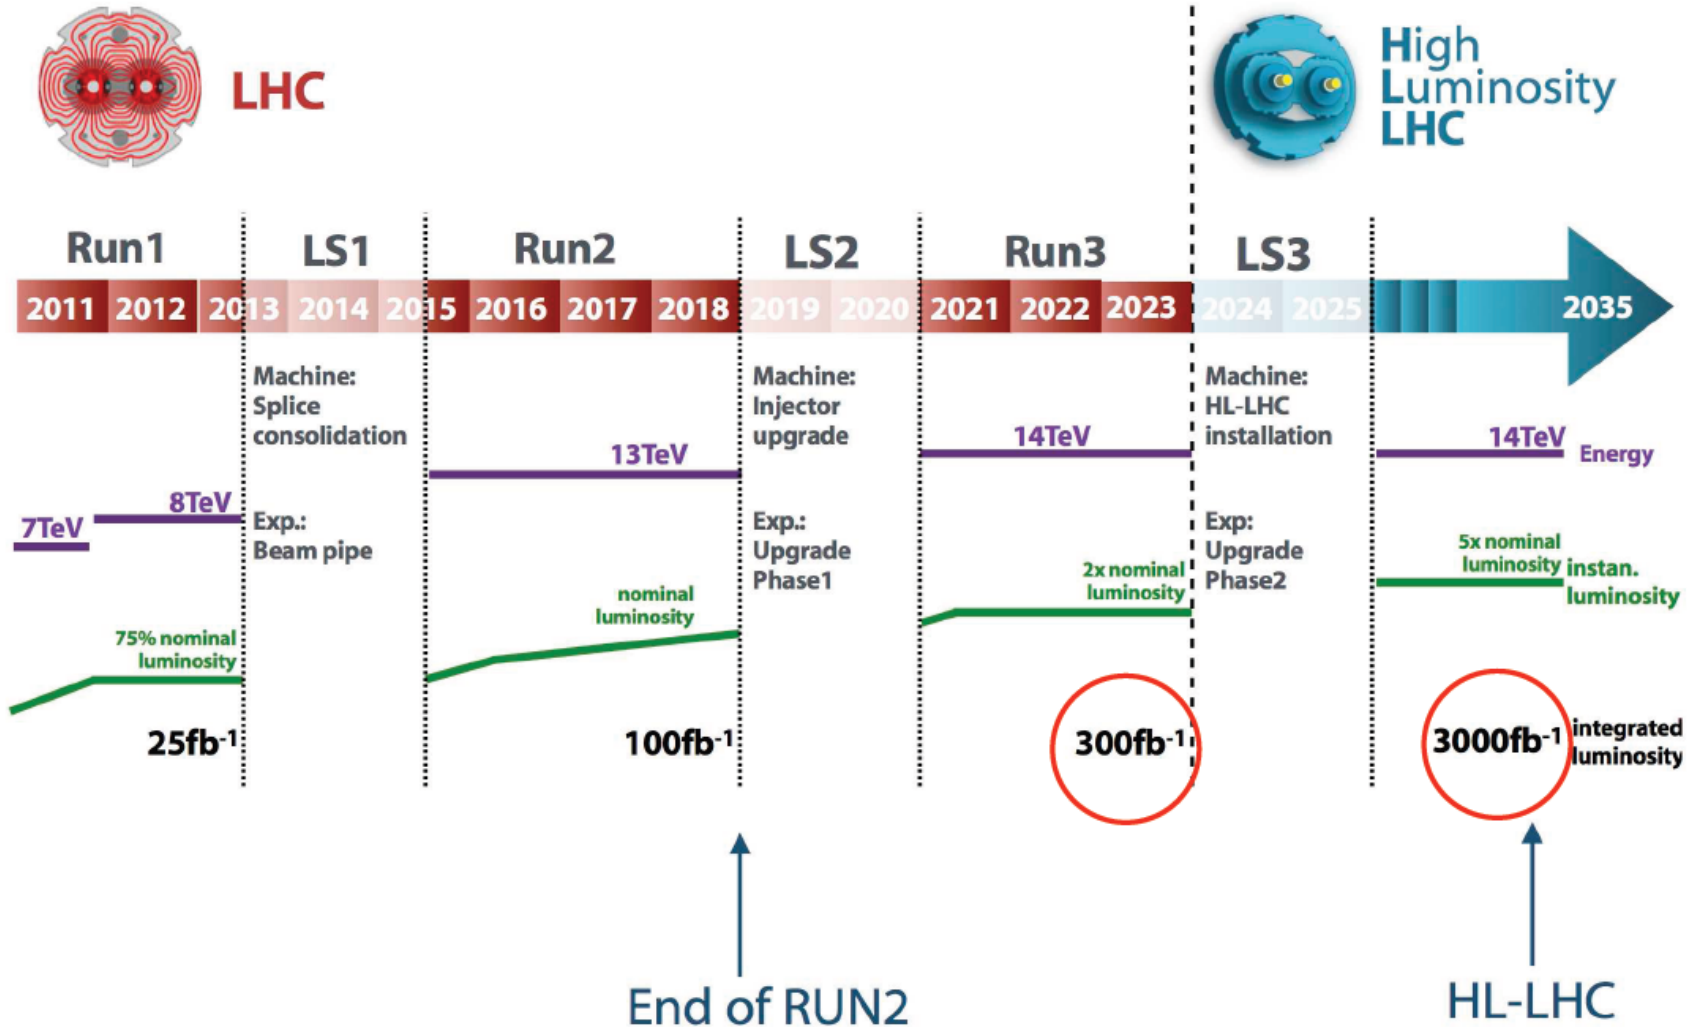 LHC
High
Luminosity
LHC
Run1
LS1
Run2
LS2
Run3
LS3
2011 2012 2013 2014 2015 2016 2017 2018 2019 2020 2021 2022 2023 2024 2025 2035
Machine:
Splice
consolidation
Machine:
Injector
upgrade
Machine:
HL-LHC
installation
7TeV
8TeV
13TeV
14TeV
14TeV
Energy
Exp.:
Beam pipe
Exp.:
Upgrade
Phase1
Exp:
Upgrade
Phase2
75% nominal
luminosity
nominal
luminosity
2x nominal
luminosity
5x nominal
luminosity
instan.
luminosity
25fb⁻¹
100fb⁻¹
300fb⁻¹
3000fb⁻¹
integrated
luminosity
End of RUN2
HL-LHC